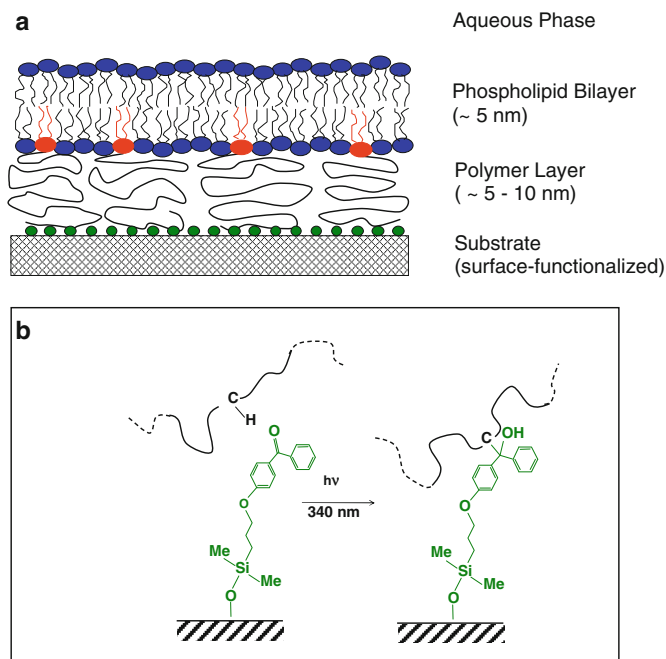 a
Aqueous Phase
Phospholipid Bilayer
(~ 5 nm)
Polymer Layer
( ~ 5 - 10 nm)
Substrate
(surface-functionalized)
b
C
H
O
O
hν
340 nm
Me
Si
Me
O
C
OH
O
Me
Si
Me
O